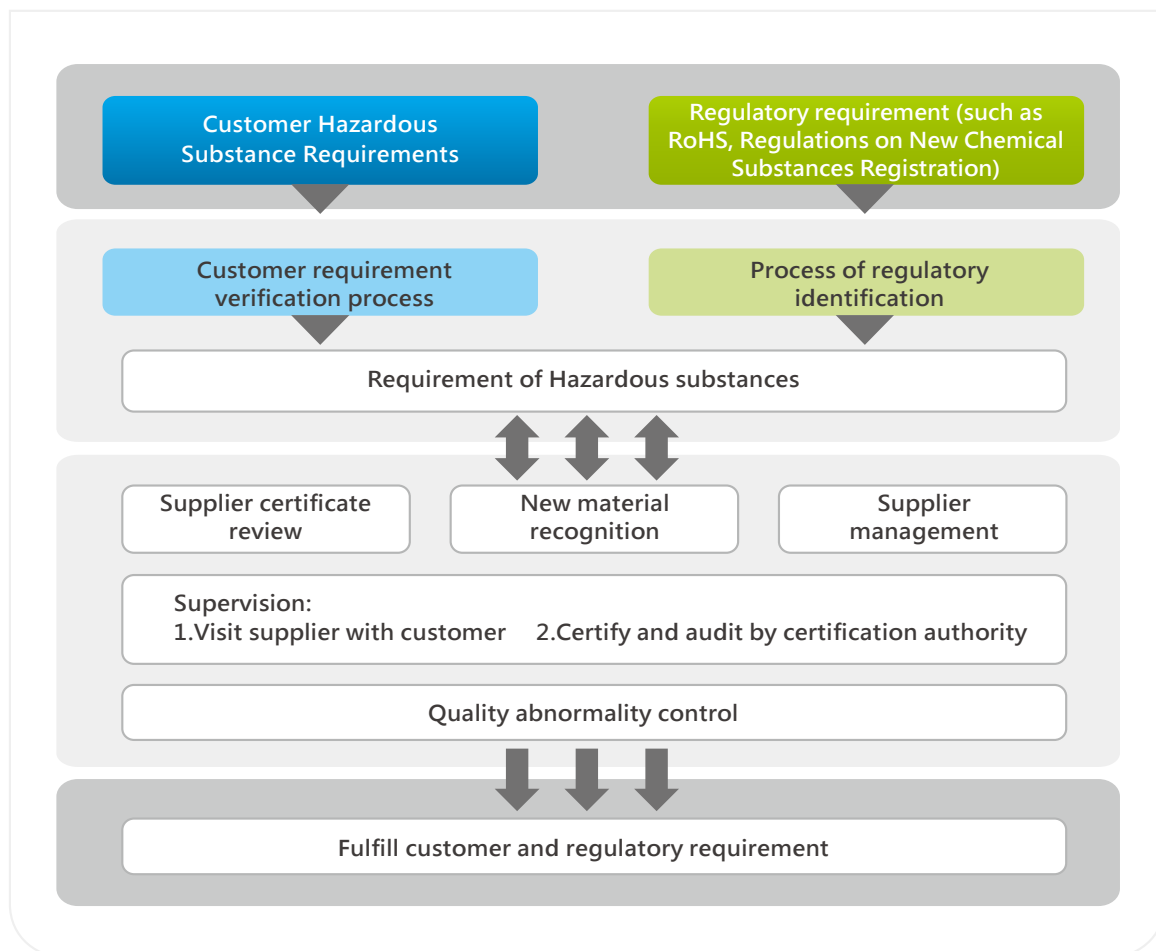 Customer Hazardous
Substance Requirements
Regulatory requirement (such as
RoHS, Regulations on New Chemical
Substances Registration)
Customer requirement
verification process
Process of regulatory
identification
Requirement of Hazardous substances
Supplier certificate
review
New material
recognition
Supplier
management
Supervision:
1.Visit supplier with customer 2.Certify and audit by certification authority
Quality abnormality control
Fulfill customer and regulatory requirement